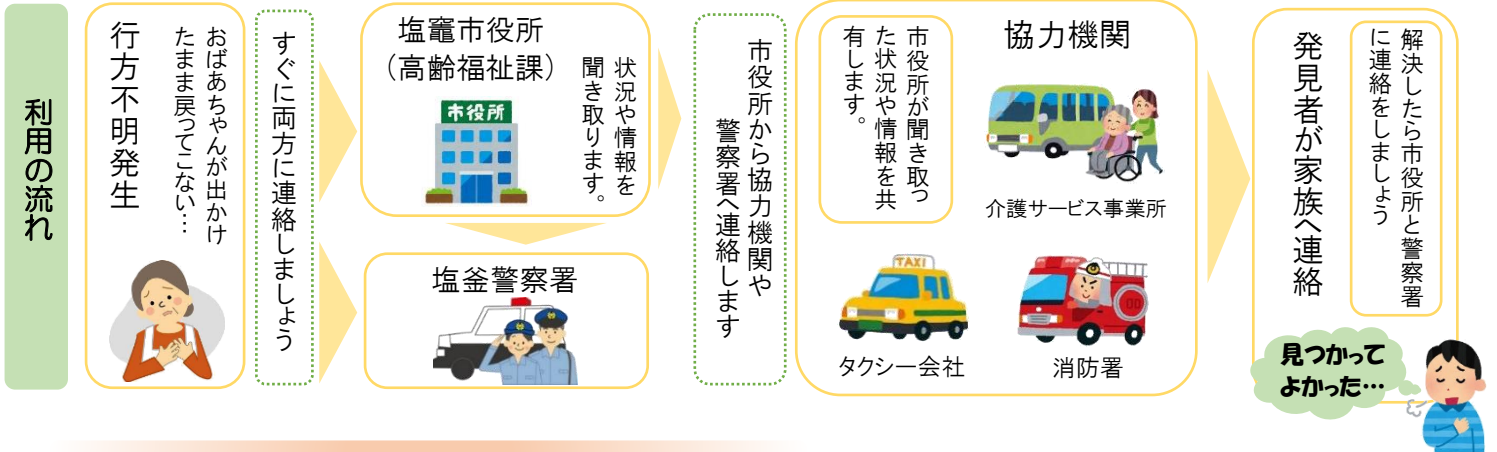 利用の流れ
行方不明発生
おばあちゃんが出かけ
たまま戻ってこない…
すぐに両方に連絡しましょう
塩竈市役所
（高齢福祉課）
状況や情報を
聞き取ります。
市役所
塩釜警察署
市役所から協力機関や
警察署へ連絡します
協力機関
市役所が聞き取っ
た状況や情報を共
有します。
介護サービス事業所
TAXI
タクシー会社
消防署
発見者が家族へ連絡
解決したら市役所と警察署
に連絡をしましょう
見つかって
よかった…